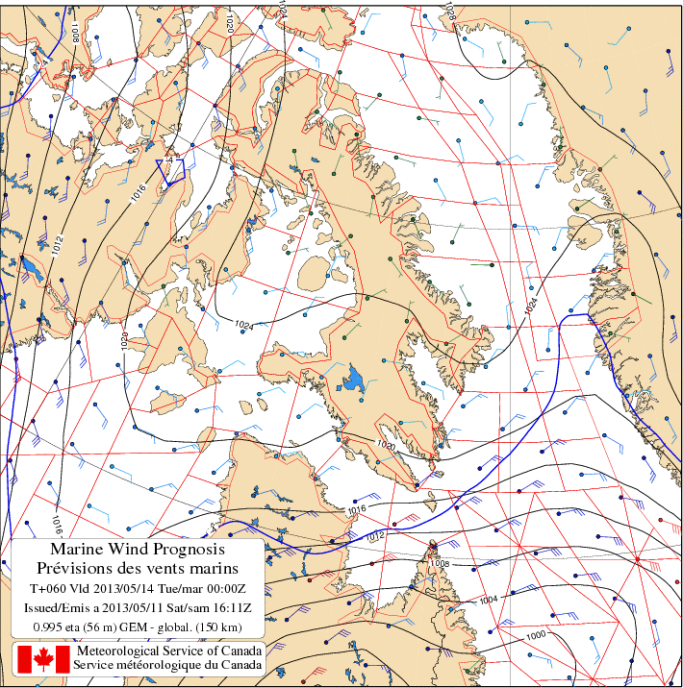 1008
1020
1024
1028
1016
1012
1024
1024
1020
1020
1016
1016
1012
1008
1004
1000
Marine Wind Prognosis
Prévisions des vents marins
T+060 Vld 2013/05/14 Tue/mar 00:00Z
Issued/Emis a 2013/05/11 Sat/sam 16:11Z
0.995 eta (56 m) GEM - global. (150 km)
Meteorological Service of Canada
Service météorologique du Canada